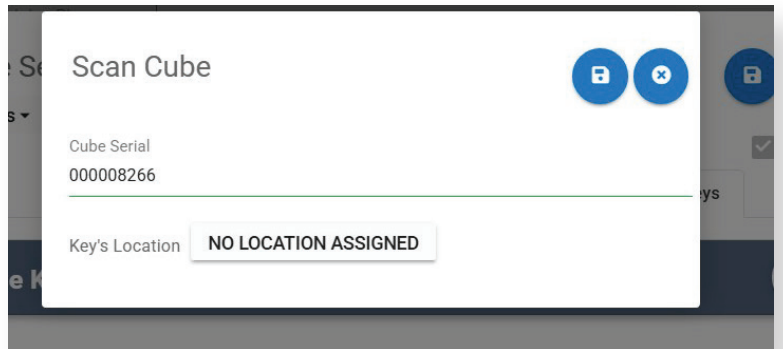 Scan Cube
Cube Serial
000008266
Key's Location NO LOCATION ASSIGNED